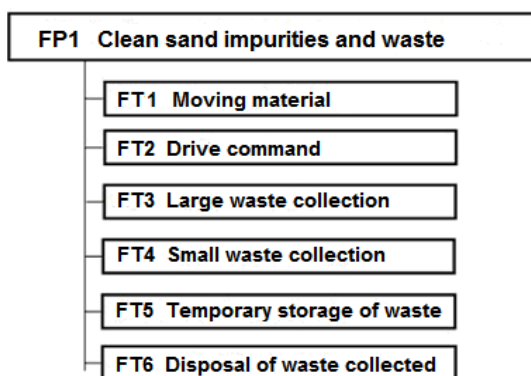 FP1 Clean sand impurities and waste
FT1 Moving material
FT2 Drive command
FT3 Large waste collection
FT4 Small waste collection
FT5 Temporary storage of waste
FT6 Disposal of waste collected